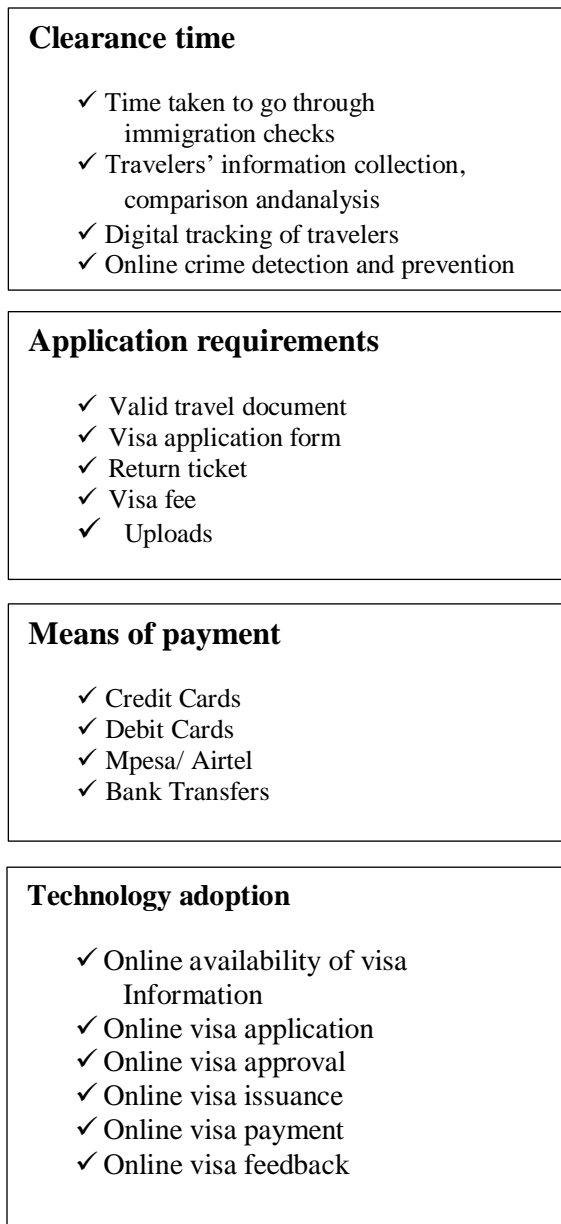 Clearance time
✓ Time taken to go through
immigration checks
✓ Travelers’ information collection,
comparison andanalysis
✓ Digital tracking of travelers
✓ Online crime detection and prevention
Application requirements
✓ Valid travel document
✓ Visa application form
✓ Return ticket
✓ Visa fee
✓ Uploads
Means of payment
✓ Credit Cards
✓ Debit Cards
✓ Mpesa/ Airtel
✓ Bank Transfers
Technology adoption
✓ Online availability of visa
Information
✓ Online visa application
✓ Online visa approval
✓ Online visa issuance
✓ Online visa payment
✓ Online visa feedback